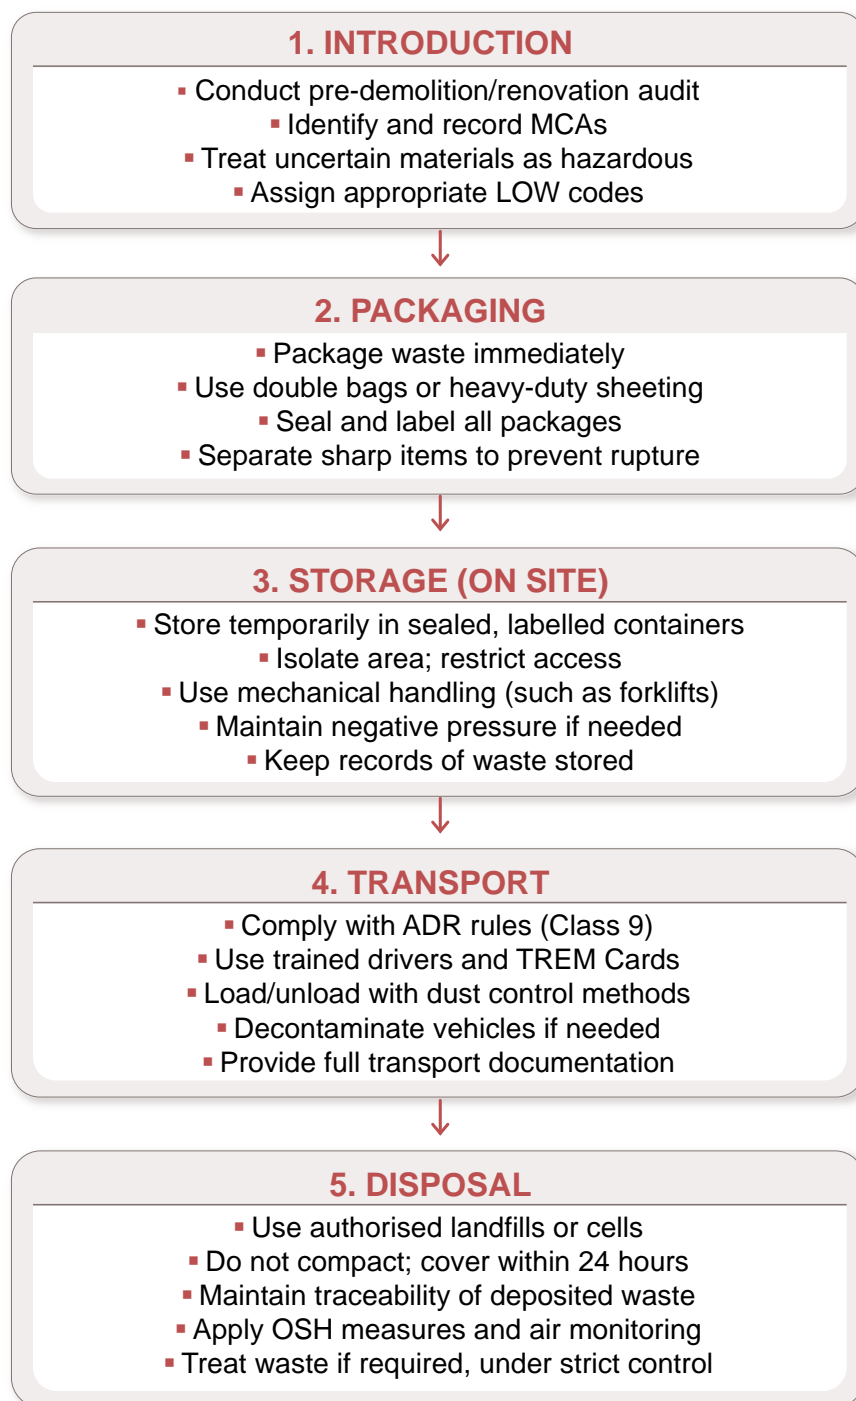 1. INTRODUCTION
▪ Conduct pre-demolition/renovation audit
▪ Identify and record MCAs
▪ Treat uncertain materials as hazardous
▪ Assign appropriate LOW codes
2. PACKAGING
▪ Package waste immediately
▪ Use double bags or heavy-duty sheeting
▪ Seal and label all packages
▪ Separate sharp items to prevent rupture
3. STORAGE (ON SITE)
▪ Store temporarily in sealed, labelled containers
▪ Isolate area; restrict access
▪ Use mechanical handling (such as forklifts)
▪ Maintain negative pressure if needed
▪ Keep records of waste stored
4. TRANSPORT
▪ Comply with ADR rules (Class 9)
▪ Use trained drivers and TREM Cards
▪ Load/unload with dust control methods
▪ Decontaminate vehicles if needed
▪ Provide full transport documentation
5. DISPOSAL
▪ Use authorised landfills or cells
▪ Do not compact; cover within 24 hours
▪ Maintain traceability of deposited waste
▪ Apply OSH measures and air monitoring
▪ Treat waste if required, under strict control